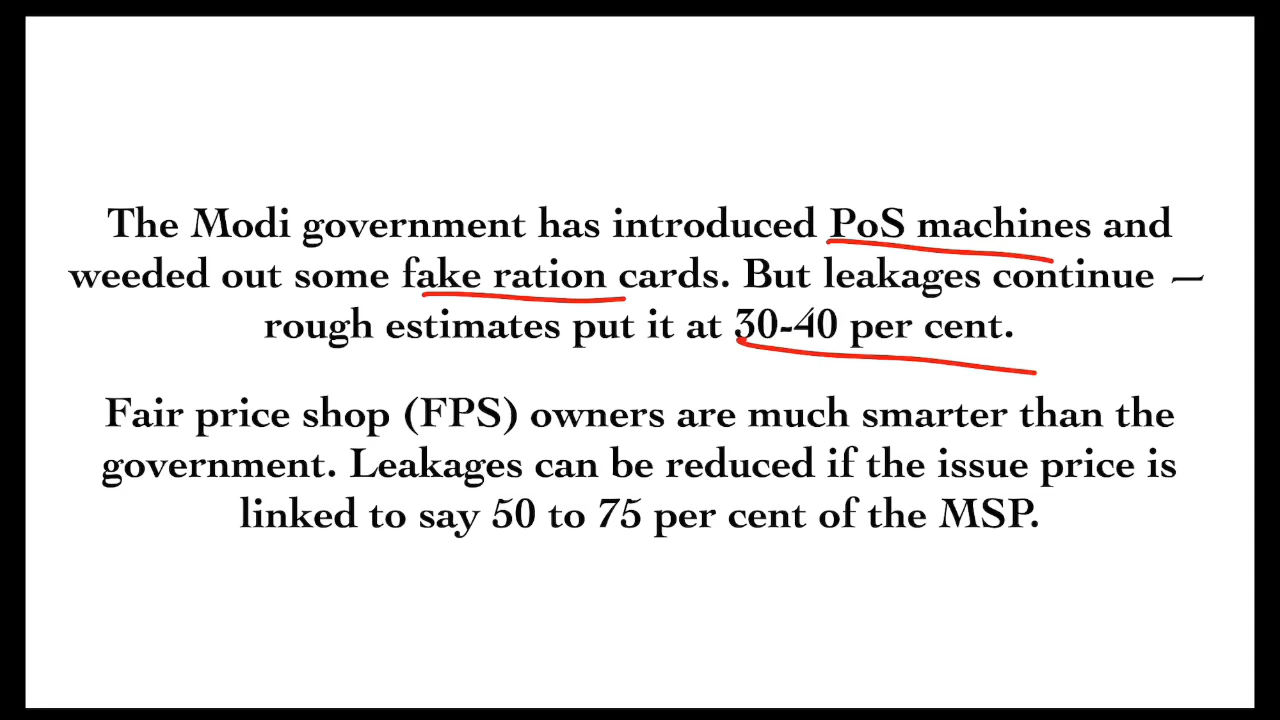 The Modi government has introduced PoS machines and
weeded out some fake ration cards. But leakages continue —
rough estimates put it at 30-40 per cent.
Fair price shop (FPS) owners are much smarter than the
government. Leakages can be reduced if the issue price is
linked to say 50 to 75 per cent of the MSP.